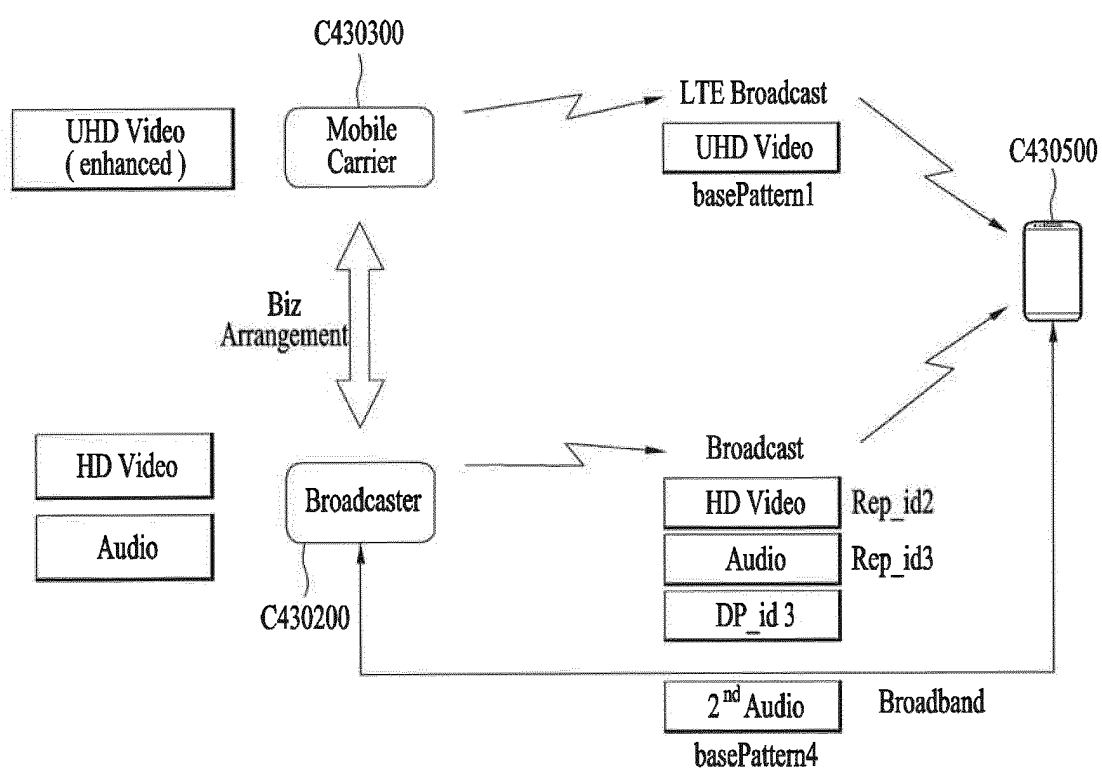 C430300
UHD Video
( enhanced )
Mobile
Carrier
LTE Broadcast
UHD Video
basePattern1
C430500
Biz
Arrangement
HD Video
Audio
Broadcaster
C430200
Broadcast
HD Video
Rep_id2
Audio
Rep_id3
DP_id 3
2nd Audio
Broadband
basePattern4